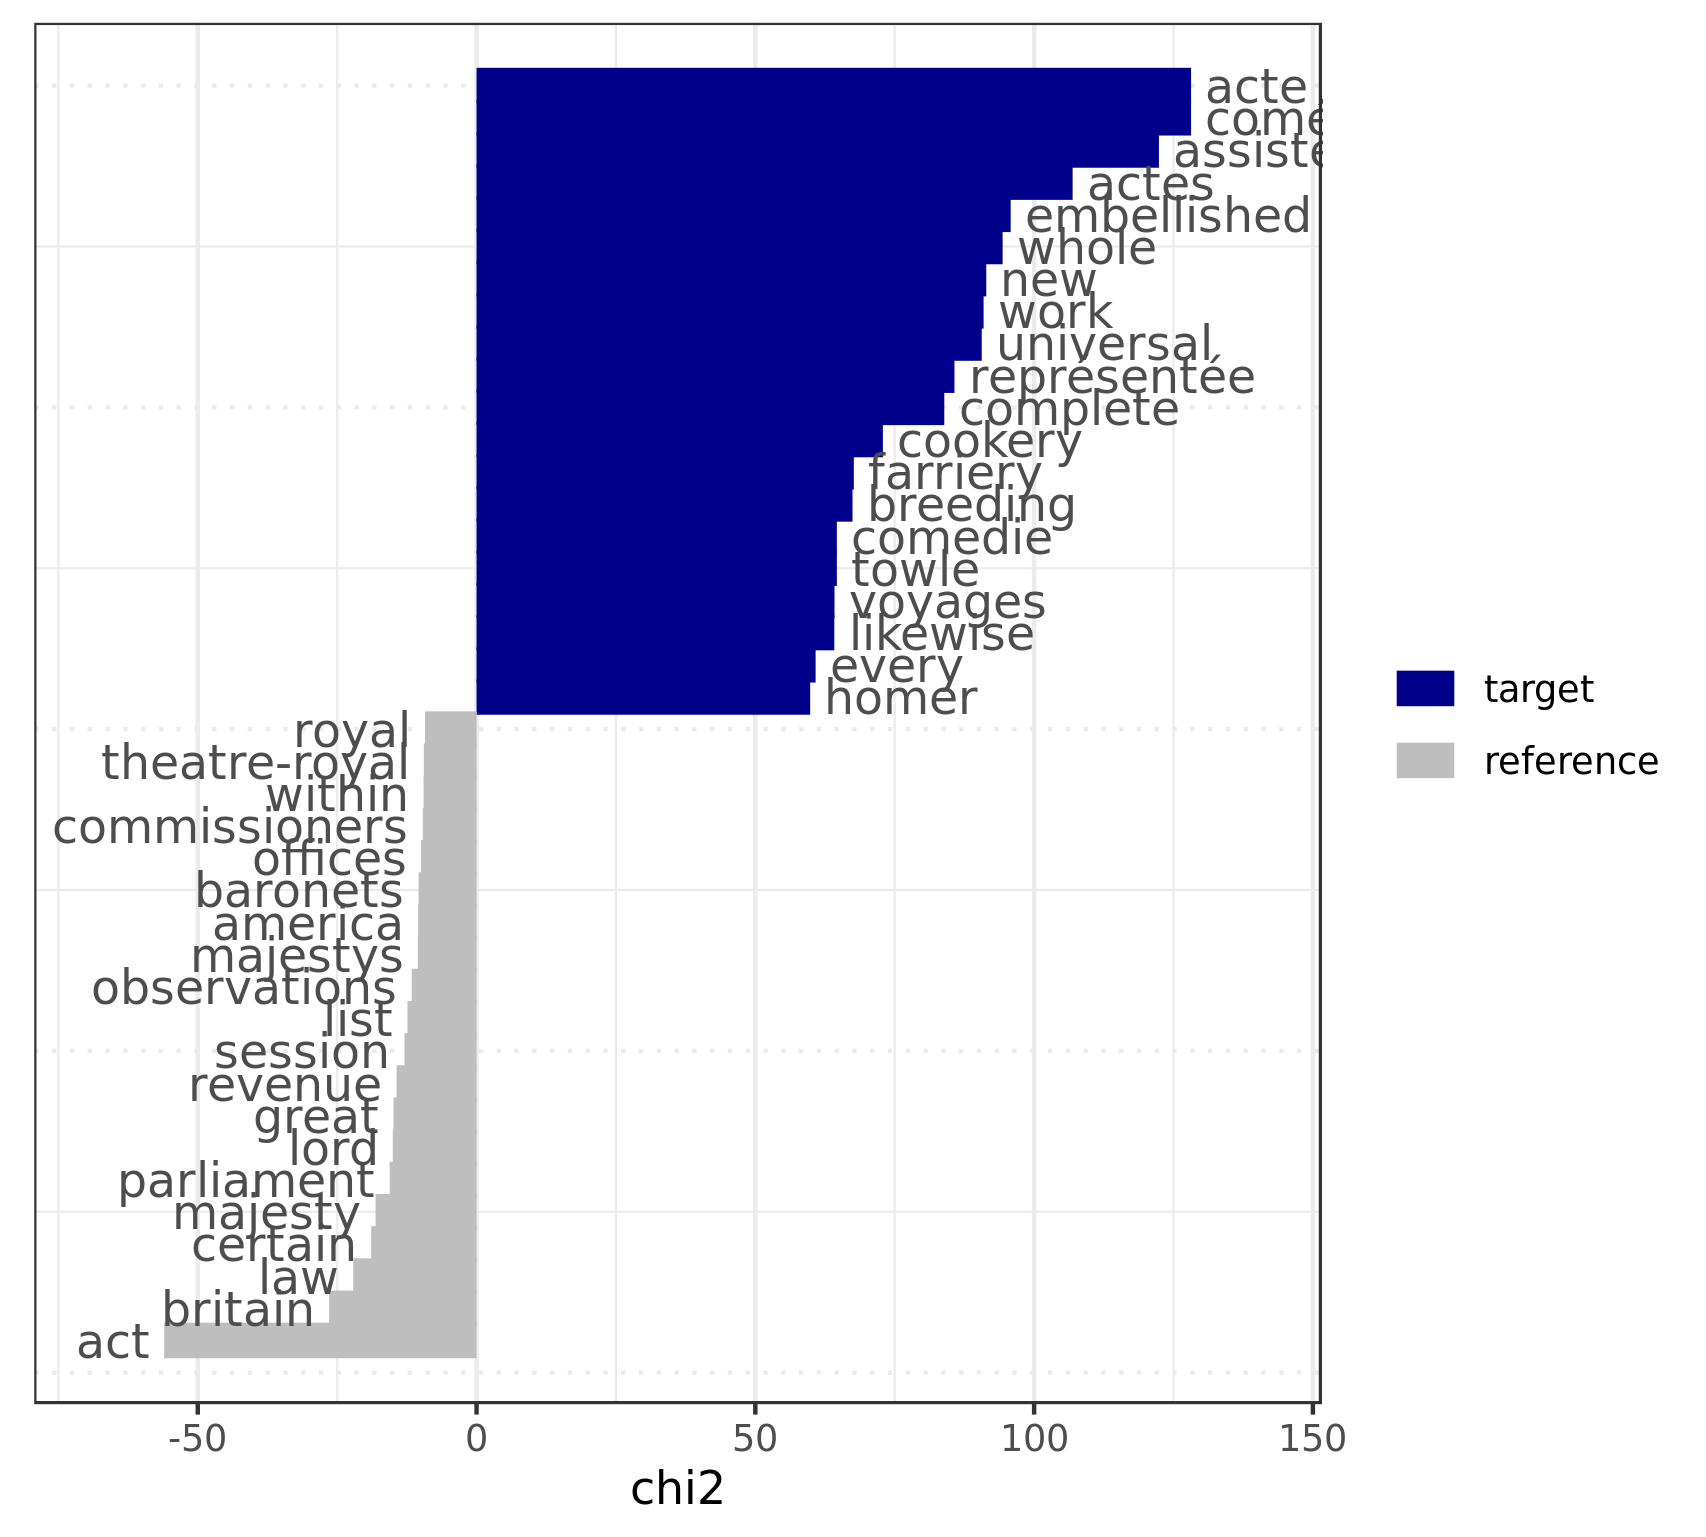 acte
assiste
actes
embellished
whole
new
work
universal
représentée
complete
cookery
farriery
breeding
comedie
towle
voyages
likewise
every
homer
royal
theatre-royal
within
commissioners
offices
baronets
america
majestys
observations
list
session
revenue
great
lord
parliament
majesty
certain
law
britain
act
target
reference
-50 0 50 100 150
chi2